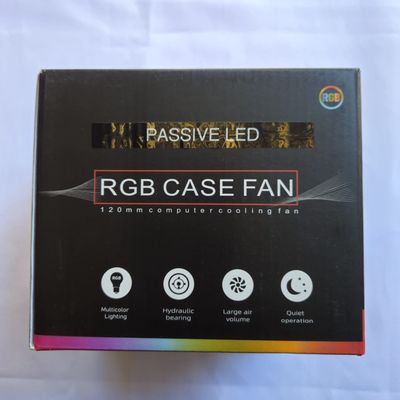 RGB
PASSIVE LED
RGB CASE FAN
120mm computer cooling fan
RGB
Multicolor
Lighting
Hydraulic
bearing
Large air
volume
Quiet
operation